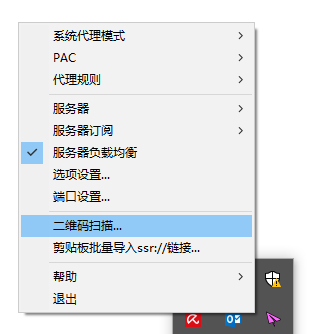 系统代理模式
PAC
代理规则
服务器
服务器订阅
服务器负载均衡
选项设置...
端口设置...
二维码扫描...
剪贴板批量导入ssr://链接...
帮助
退出